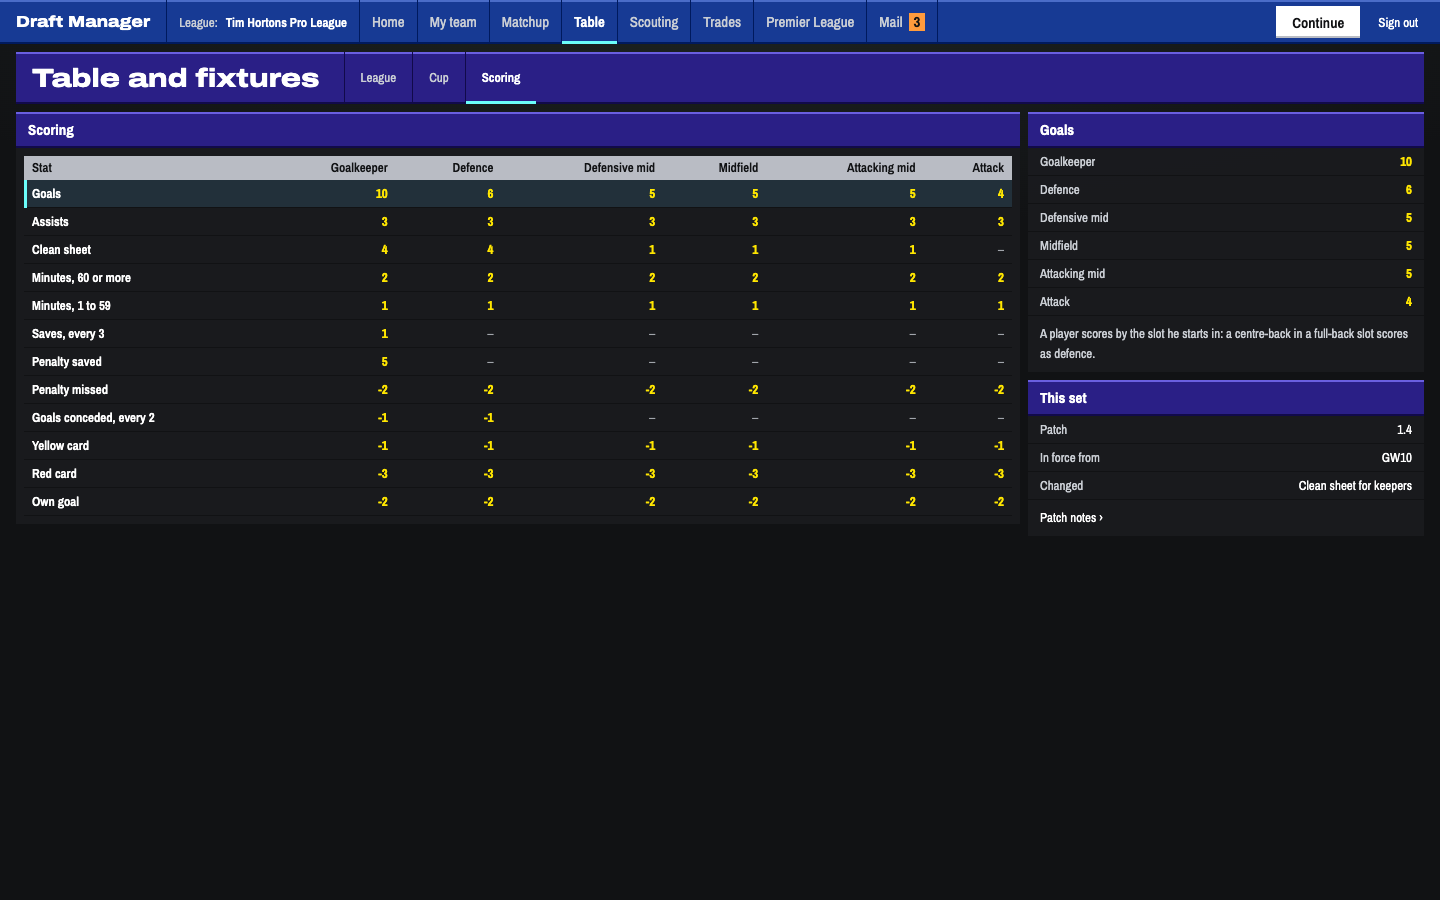 Draft Manager League: Tim Hortons Pro League Home My team Matchup Table Scouting Trades Premier League Mail 3 Continue Sign out
Table and fixtures League Cup Scoring
Scoring
Stat Goalkeeper Defence Defensive mid Midfield Attacking mid Attack
Goals 10 6 5 5 5 4
Assists 3 3 3 3 3 3
Clean sheet 4 4 1 1 1 –
Minutes, 60 or more 2 2 2 2 2 2
Minutes, 1 to 59 1 1 1 1 1 1
Saves, every 3 1 – – – – –
Penalty saved 5 – – – – –
Penalty missed -2 -2 -2 -2 -2 -2
Goals conceded, every 2 -1 -1 – – – –
Yellow card -1 -1 -1 -1 -1 -1
Red card -3 -3 -3 -3 -3 -3
Own goal -2 -2 -2 -2 -2 -2
Goals
Goalkeeper 10
Defence 6
Defensive mid 5
Midfield 5
Attacking mid 5
Attack 4
A player scores by the slot he starts in: a centre-back in a full-back slot scores
as defence.
This set
Patch 1.4
In force from GW10
Changed Clean sheet for keepers
Patch notes ›